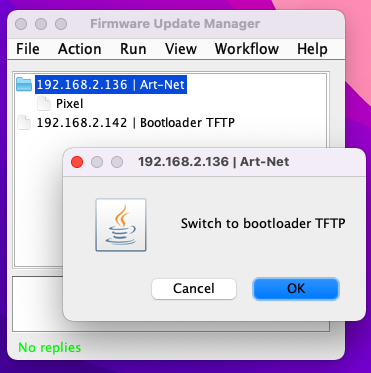 Firmware Update Manager
File Action Run View Workflow Help
192.168.2.136 | Art-Net
Pixel
192.168.2.142 | Bootloader TFTP
192.168.2.136 | Art-Net
Switch to bootloader TFTP
Cancel OK
No replies